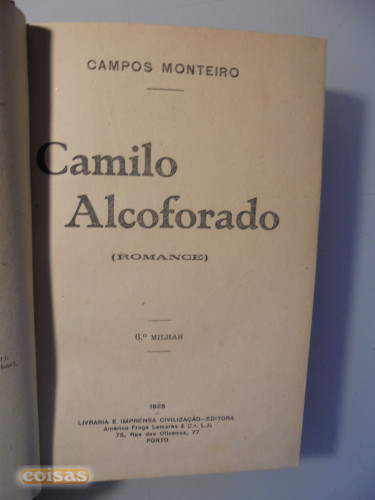 CAMPOS MONTEIRO
Camilo
Alcoforado
(ROMANCE)
6.º MILHAR
LIVRARIA E IMPRENSA CIVILIZAÇÃO—EDITORA
Américo Fraga Lamares & C.ª L.da
75, Rua das Oliveiras, 77
PORTO
coisas